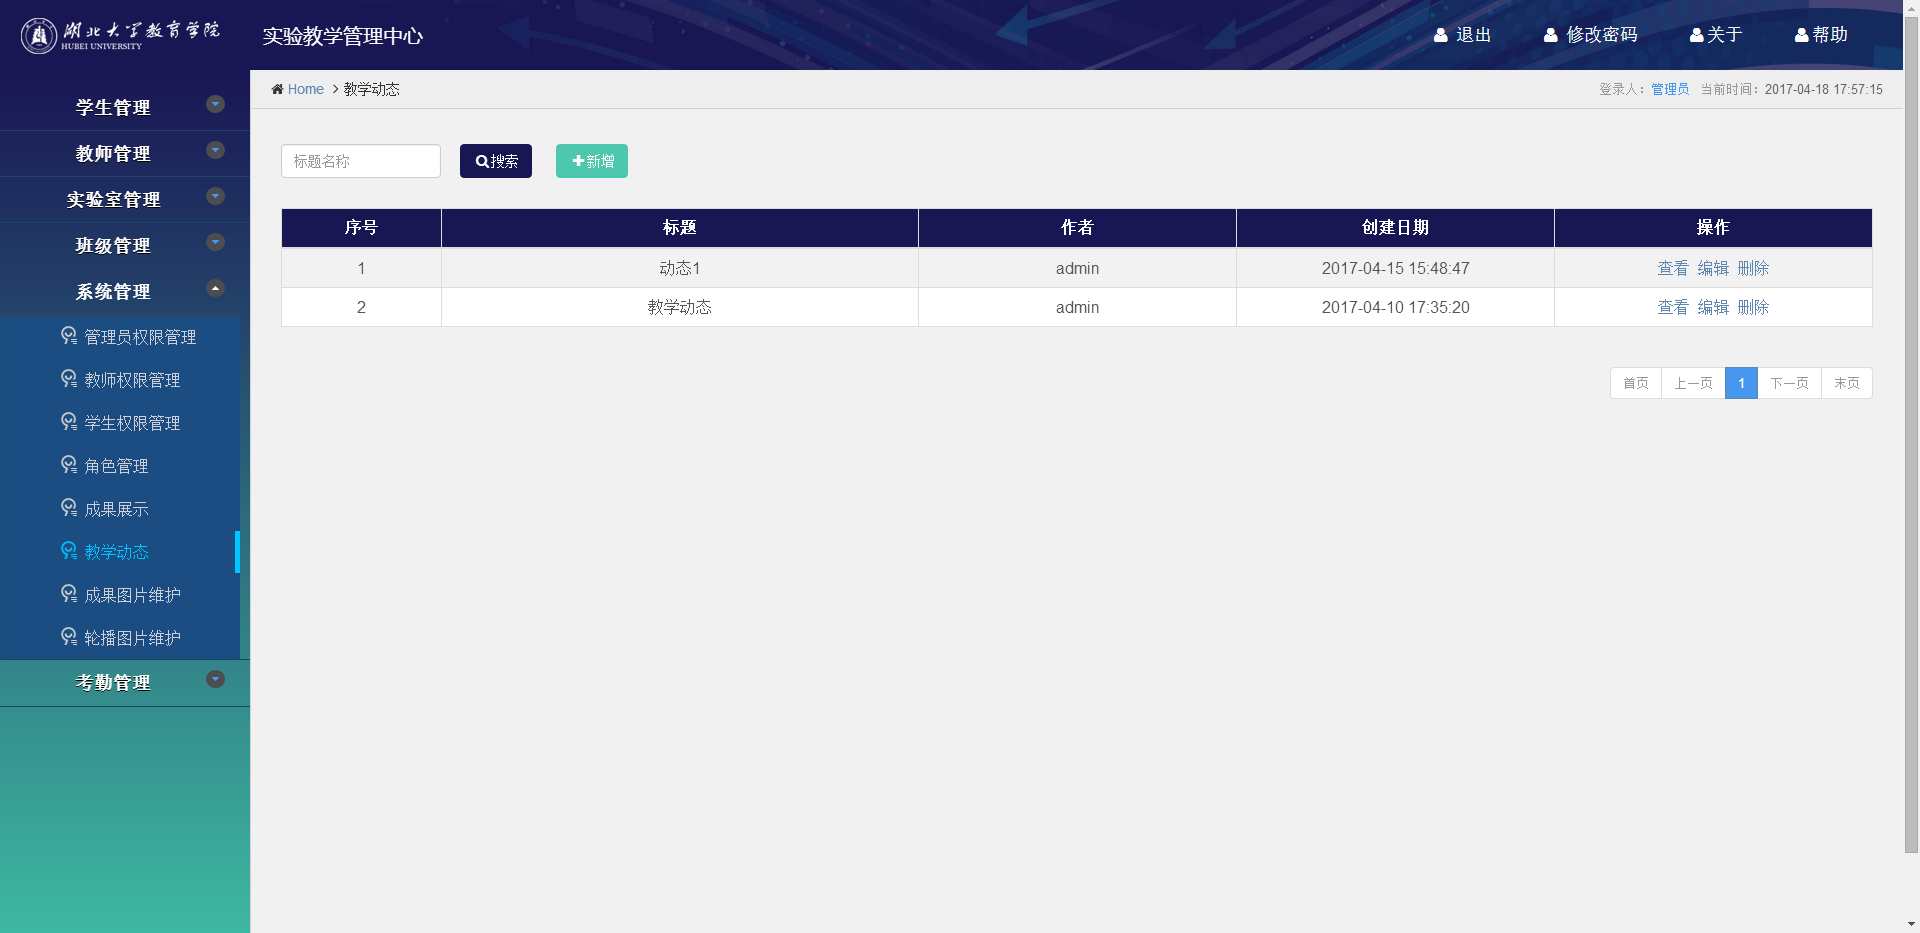 湖北大学教育学院
HUBEI UNIVERSITY
实验教学管理中心
退出 修改密码 关于 帮助
Home 教学动态
登录人：管理员 当前时间：2017-04-18 17:57:15
学生管理
教师管理
实验室管理
班级管理
系统管理
管理员权限管理
教师权限管理
学生权限管理
角色管理
成果展示
教学动态
成果图片维护
轮播图片维护
考勤管理
标题名称 搜索 新增
序号 标题 作者 创建日期 操作
1 动态1 admin 2017-04-15 15:48:47 查看 编辑 删除
2 教学动态 admin 2017-04-10 17:35:20 查看 编辑 删除
首页 上一页 1 下一页 末页